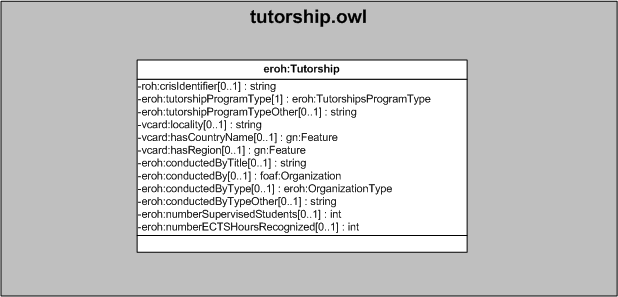 tutorship.owl
eroh:Tutorship
-roh:crisIdentifier[0..1] : string
-eroh:tutorshipProgramType[1] : eroh:TutorshipsProgramType
-eroh:tutorshipProgramTypeOther[0..1] : string
-vcard:locality[0..1] : string
-vcard:hasCountryName[0..1] : gn:Feature
-vcard:hasRegion[0..1] : gn:Feature
-eroh:conductedByTitle[0..1] : string
-eroh:conductedBy[0..1] : foaf:Organization
-eroh:conductedByType[0..1] : eroh:OrganizationType
-eroh:conductedByTypeOther[0..1] : string
-eroh:numberSupervisedStudents[0..1] : int
-eroh:numberECTSHoursRecognized[0..1] : int